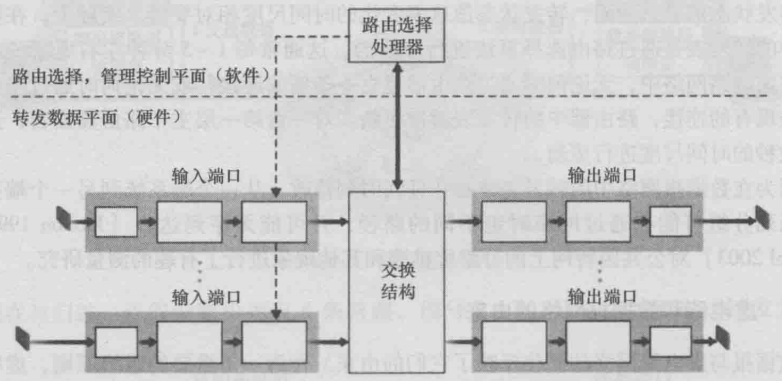 路由选择
处理器
路由选择，管理控制平面（软件）
转发数据平面（硬件）
输入端口
输出端口
交换
结构
输入端口
输出端口